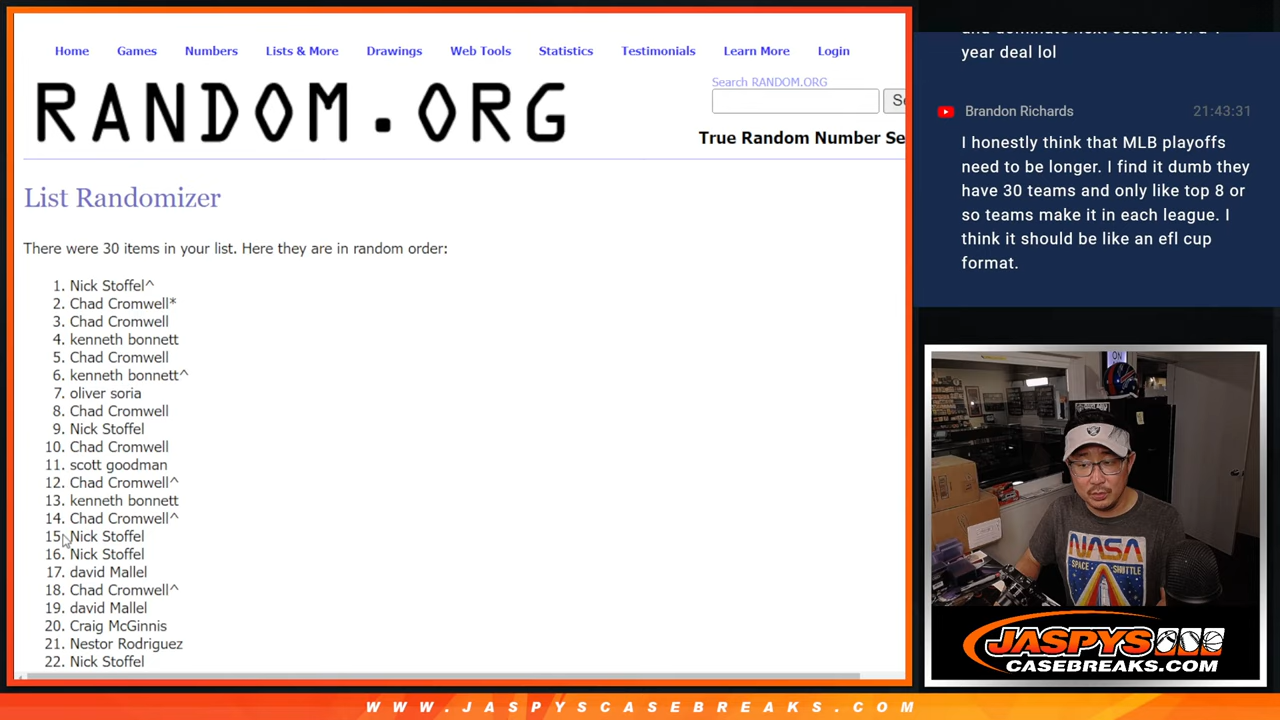 Home Games Numbers Lists & More Drawings Web Tools Statistics Testimonials Learn More Login
RANDOM.ORG
Search RANDOM.ORG
True Random Number Se
List Randomizer
There were 30 items in your list. Here they are in random order:
1. Nick Stoffel^
2. Chad Cromwell*
3. Chad Cromwell
4. kenneth bonnett
5. Chad Cromwell
6. kenneth bonnett^
7. oliver soria
8. Chad Cromwell
9. Nick Stoffel
10. Chad Cromwell
11. scott goodman
12. Chad Cromwell^
13. kenneth bonnett
14. Chad Cromwell^
15. Nick Stoffel
16. Nick Stoffel
17. david Mallel
18. Chad Cromwell^
19. david Mallel
20. Craig McGinnis
21. Nestor Rodriguez
22. Nick Stoffel
year deal lol
Brandon Richards 21:43:31
I honestly think that MLB playoffs
need to be longer. I find it dumb they
have 30 teams and only like top 8 or
so teams make it in each league. I
think it should be like an efl cup
format.
ON
NASA
SPACE SHUTTLE
JASPYS
CASEBREAKS.COM
WWW.JASPYSCASEBREAKS.COM